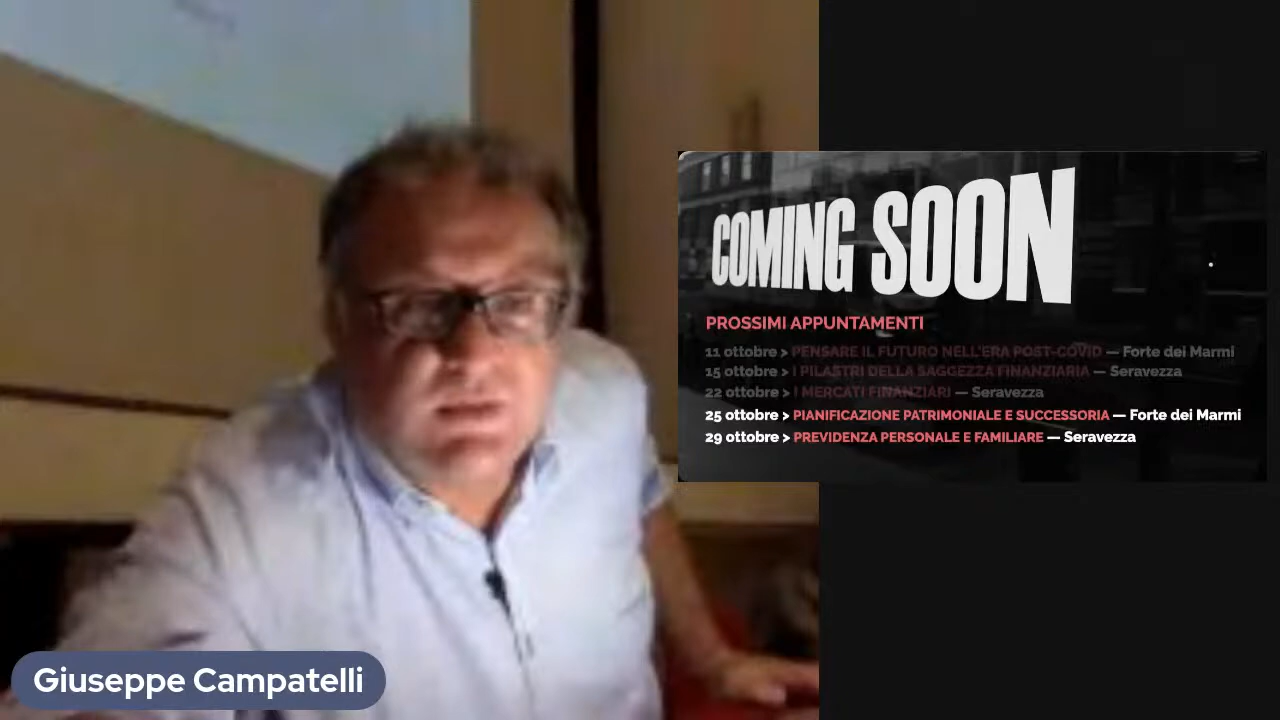 COMING SOON
PROSSIMI APPUNTAMENTI
11 ottobre > PENSARE IL FUTURO NELL'ERA POST-COVID — Forte dei Marmi
15 ottobre > I PILASTRI DELLA SAGGEZZA FINANZIARIA — Seravezza
22 ottobre > I MERCATI FINANZIARI — Seravezza
25 ottobre > PIANIFICAZIONE PATRIMONIALE E SUCCESSORIA — Forte dei Marmi
29 ottobre > PREVIDENZA PERSONALE E FAMILIARE — Seravezza
Giuseppe Campatelli